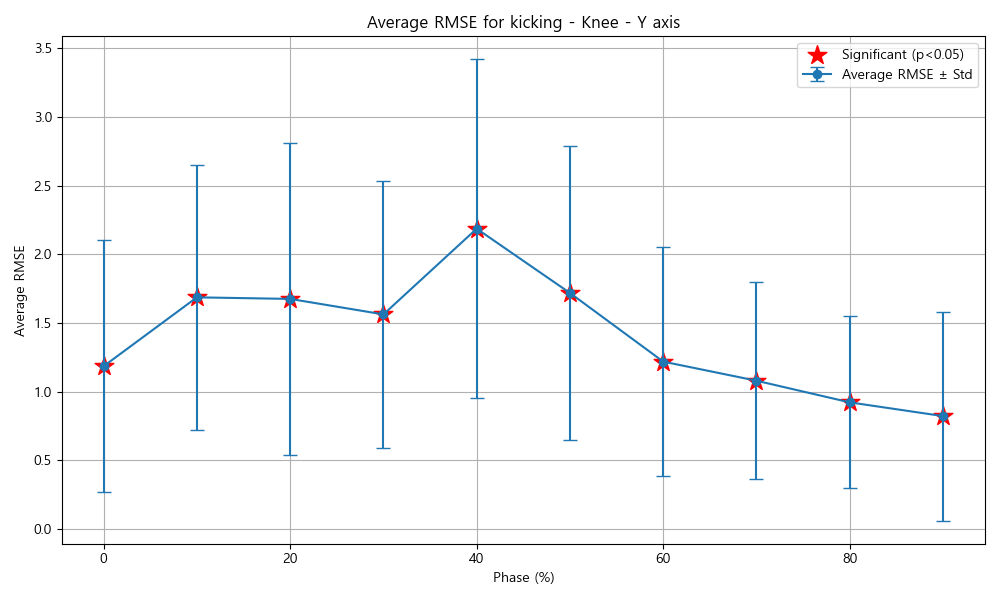 Average RMSE for kicking - Knee - Y axis
Significant (p<0.05)
Average RMSE ± Std
Average RMSE
3.5
3.0
2.5
2.0
1.5
1.0
0.5
0.0
0 20 40 60 80
Phase (%)